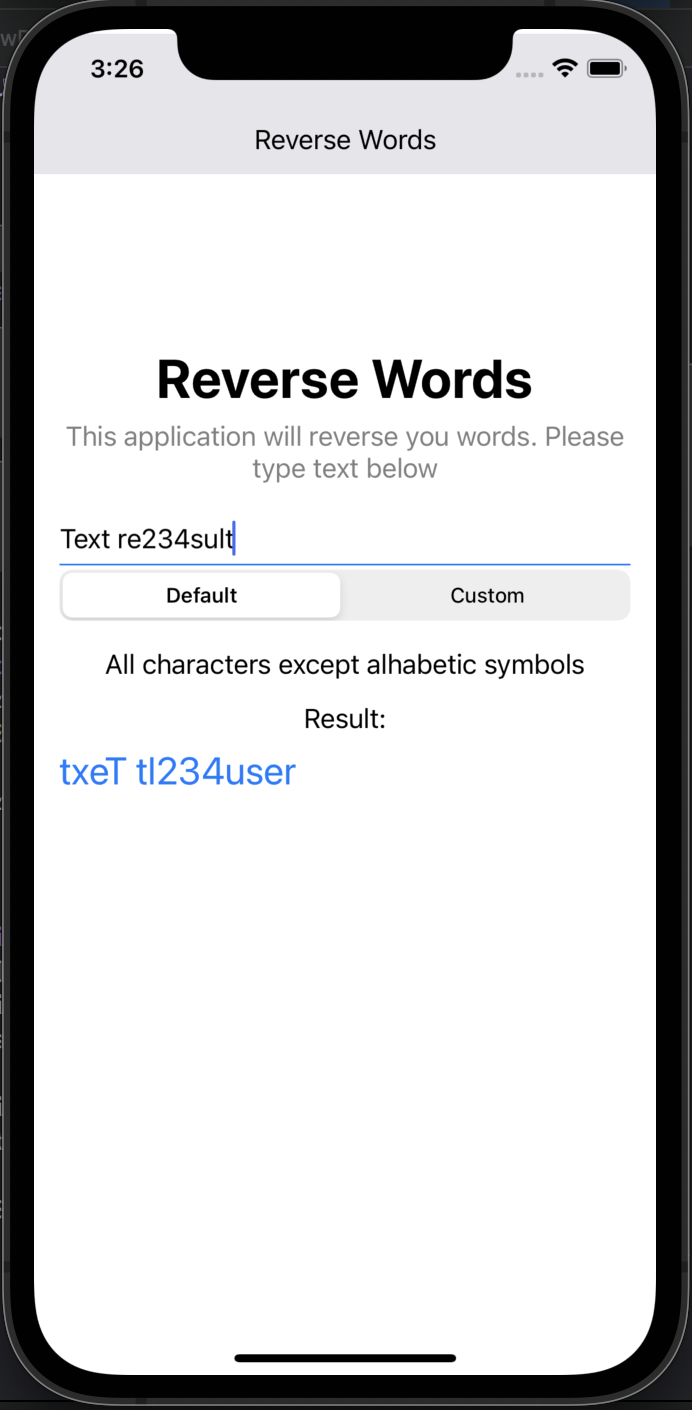 3:26
Reverse Words
Reverse Words
This application will reverse you words. Please
type text below
Text re234sult
Default Custom
All characters except alhabetic symbols
Result:
txeT tl234user